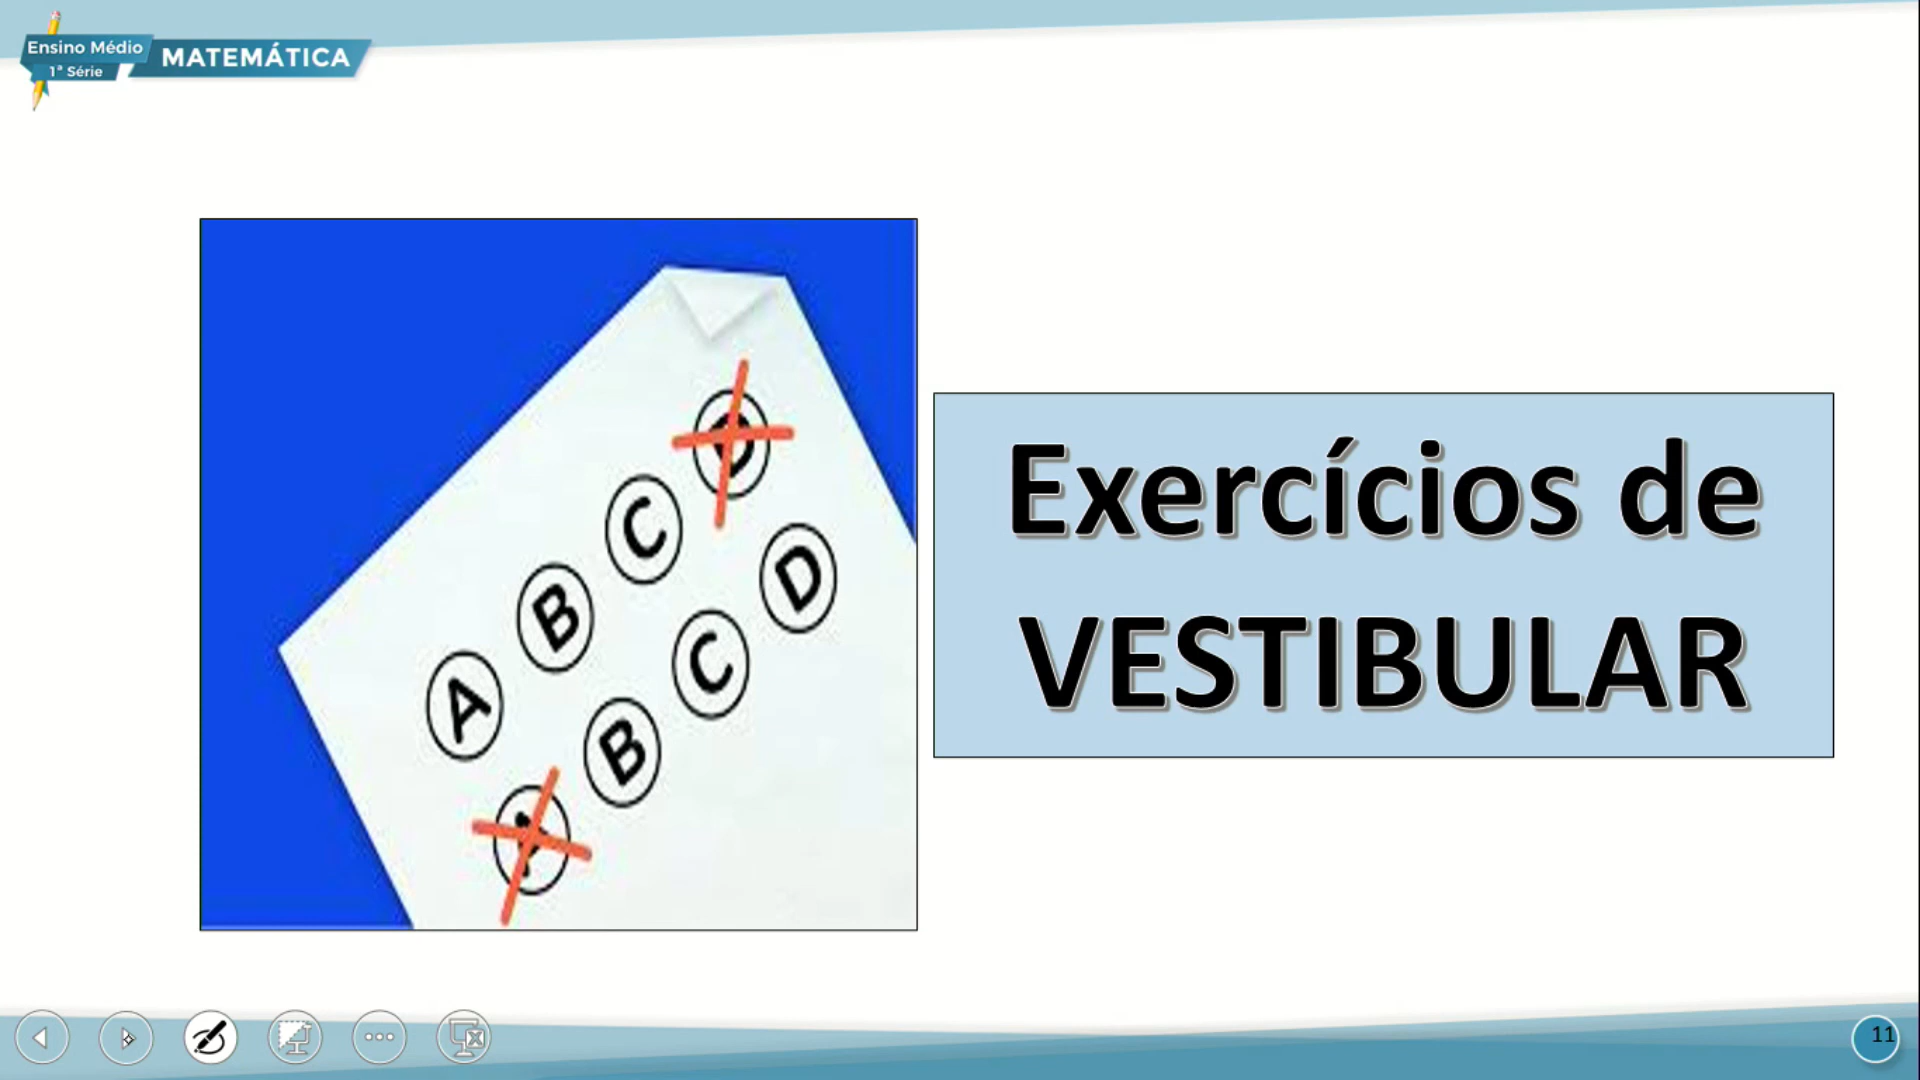 Ensino Médio
1ª Série
MATEMÁTICA
A B C D
A B C D
Exercícios de
VESTIBULAR
11